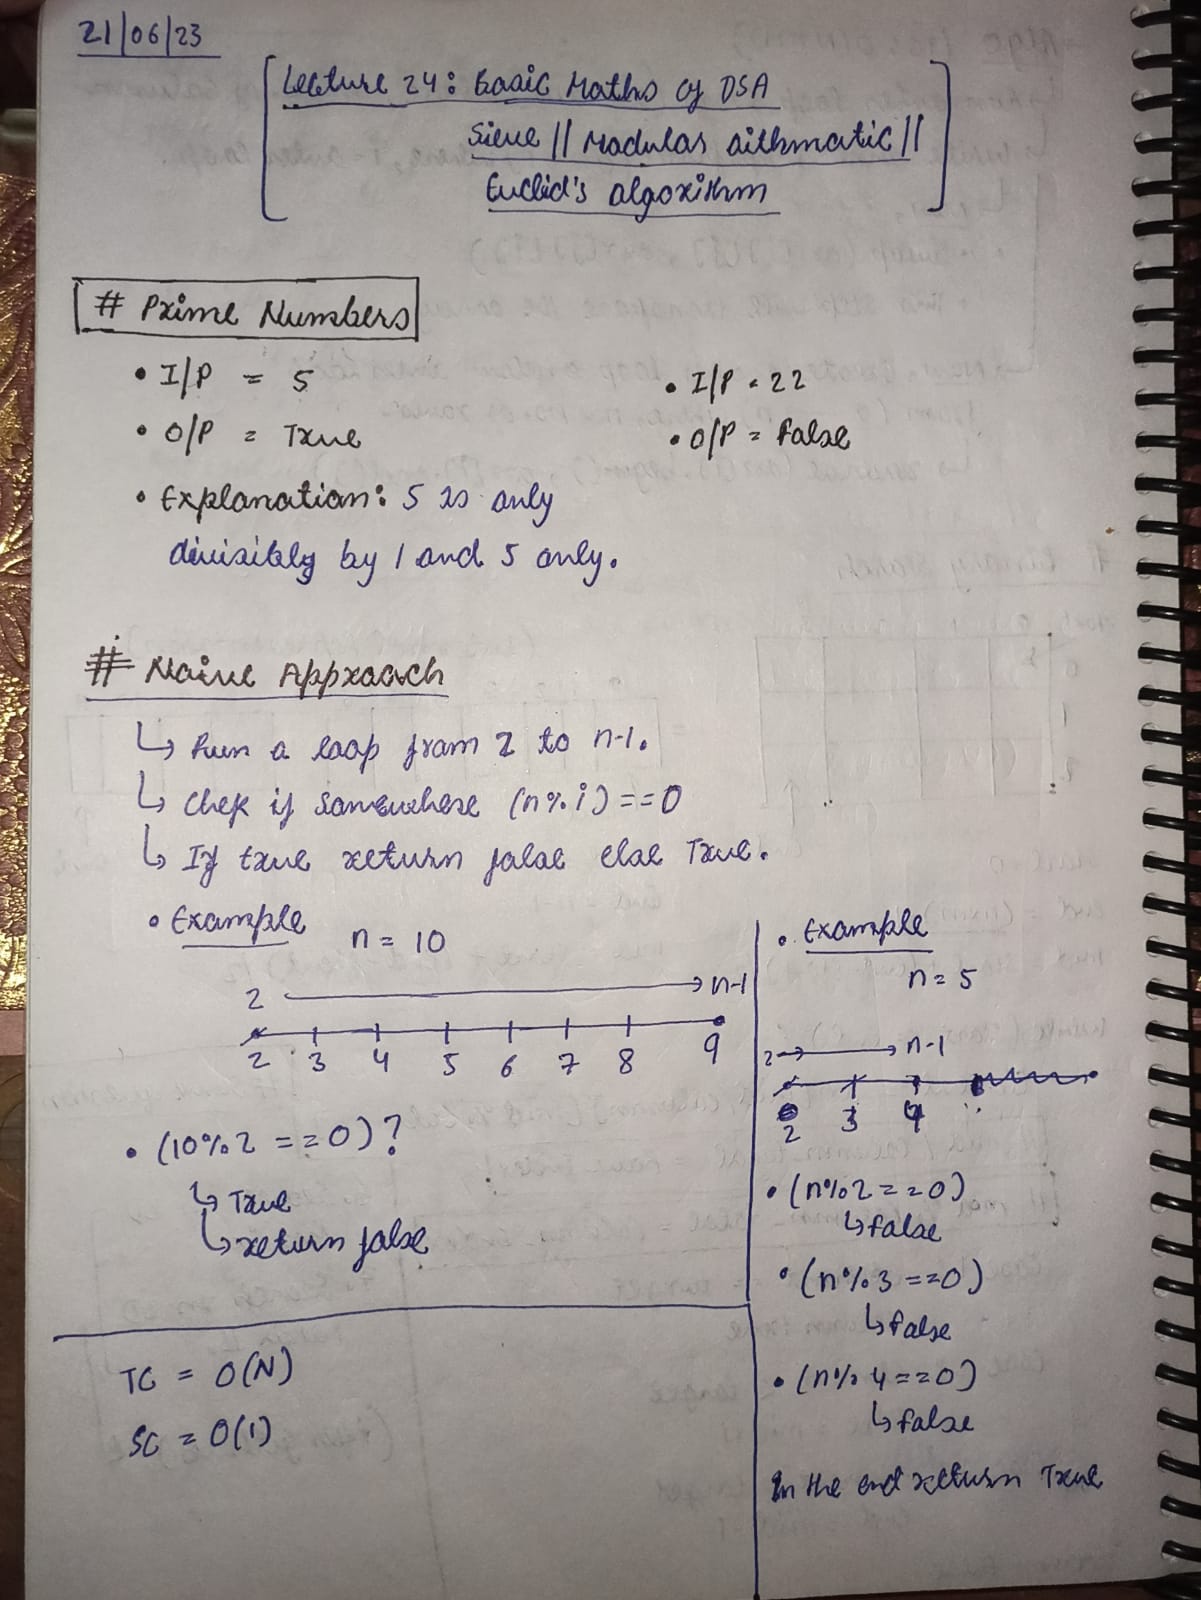 21/06/23
Lecture 24: Basic Maths of DSA
Sieve || Modular aithmatic ||
Euclid's algorithm
# Prime Numbers
• I/P = 5
• O/P = True
• Explanation: 5 is only
divisibly by 1 and 5 only.
• I/P = 22
• O/P = false
# Naive Approach
↳ Run a loop from 2 to n-1.
↳ Chek if somewhere (n%i) == 0
↳ If true return false else True.
• Example
n = 10
2 → n-1
2 3 4 5 6 7 8 9
• (10%2 == 0)?
↳ True
↳ return false
TC = O(N)
SC = O(1)
• Example
n = 5
2 → n-1
2 3 4
• (n%2 == 0)
↳ false
• (n%3 == 0)
↳ false
• (n%4 == 0)
↳ false
In the end return True